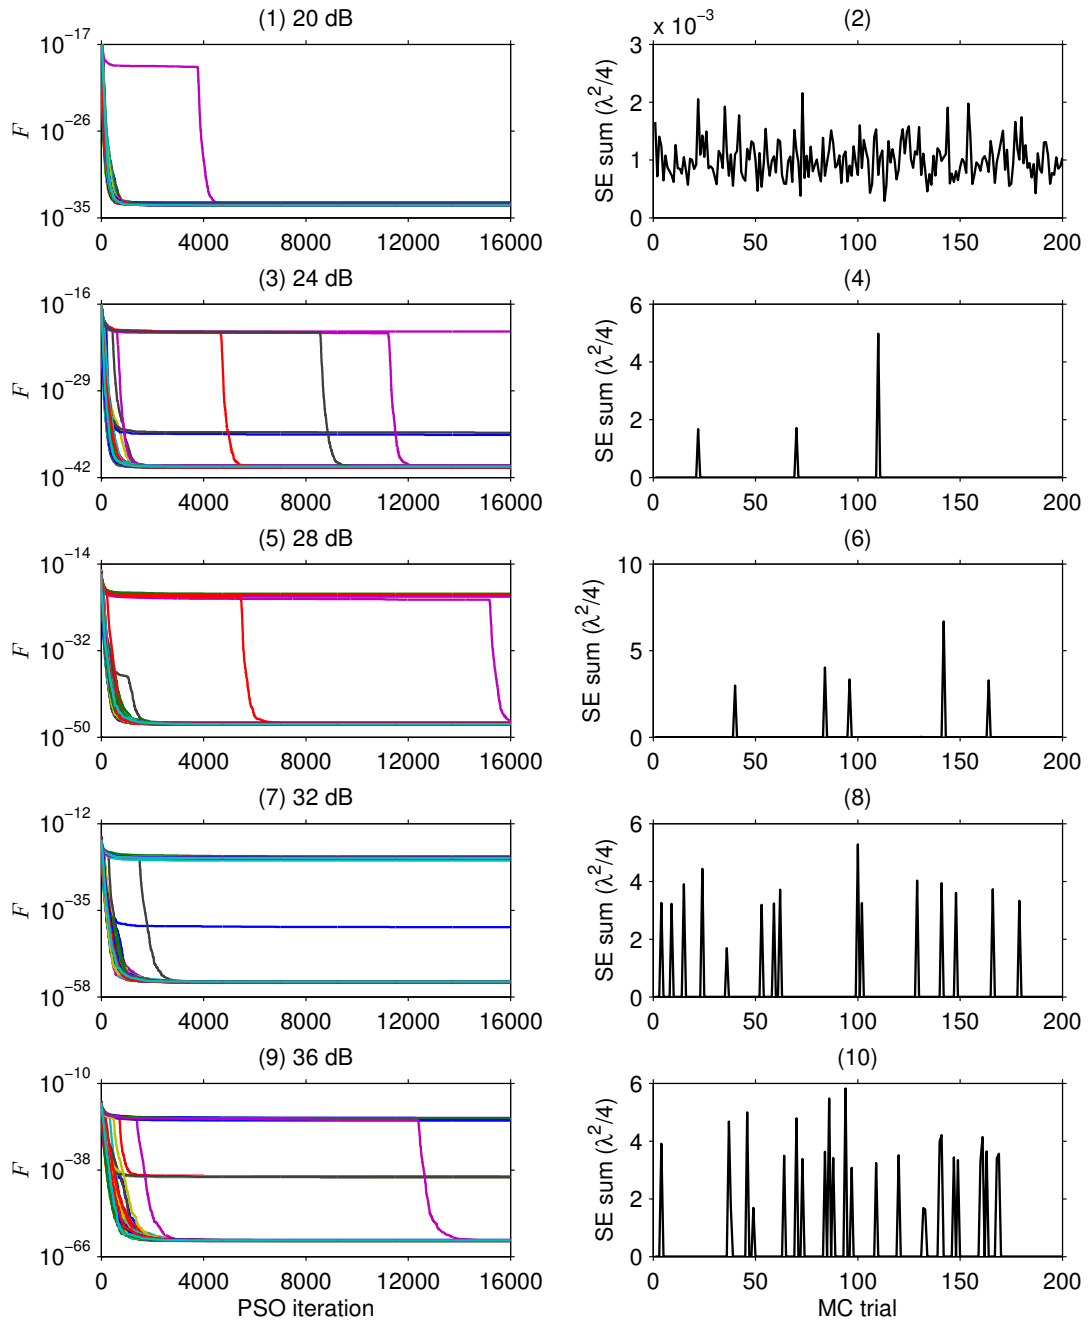 (1) 20 dB
10⁻¹⁷
10⁻²⁶
10⁻³⁵
F
0 4000 8000 12000 16000
(2)
x 10⁻³
3
2
1
0
SE sum (λ²/4)
0 50 100 150 200
(3) 24 dB
10⁻¹⁶
10⁻²⁹
10⁻⁴²
F
0 4000 8000 12000 16000
(4)
6
4
2
0
SE sum (λ²/4)
0 50 100 150 200
(5) 28 dB
10⁻¹⁴
10⁻³²
10⁻⁵⁰
F
0 4000 8000 12000 16000
(6)
10
5
0
SE sum (λ²/4)
0 50 100 150 200
(7) 32 dB
10⁻¹²
10⁻³⁵
10⁻⁵⁸
F
0 4000 8000 12000 16000
(8)
6
4
2
0
SE sum (λ²/4)
0 50 100 150 200
(9) 36 dB
10⁻¹⁰
10⁻³⁸
10⁻⁶⁶
F
0 4000 8000 12000 16000
PSO iteration
(10)
6
4
2
0
SE sum (λ²/4)
0 50 100 150 200
MC trial